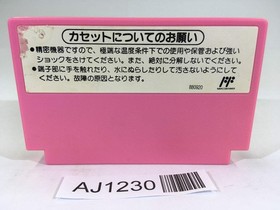 カセットについてのお願い
●精密機器ですので、極端な温度条件下での使用や保管および強い
ショックをさけてください。また、絶対に分解しないでください。
●端子部に手を触れたり、水にぬらしたりして汚さないようにして
ください。故障の原因となります。
AJ1230